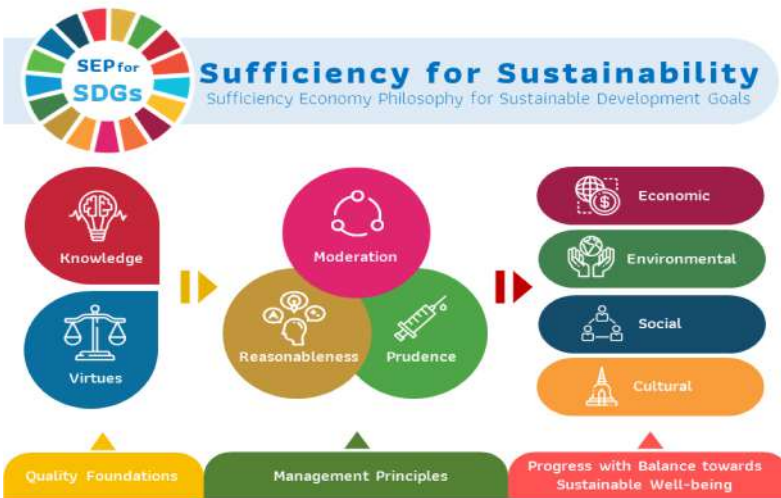 SEP for
SDGs
Sufficiency for Sustainability
Sufficiency Economy Philosophy for Sustainable Development Goals
Knowledge
Virtues
Moderation
Reasonableness
Prudence
Economic
Environmental
Social
Cultural
Quality Foundations
Management Principles
Progress with Balance towards
Sustainable Well-being